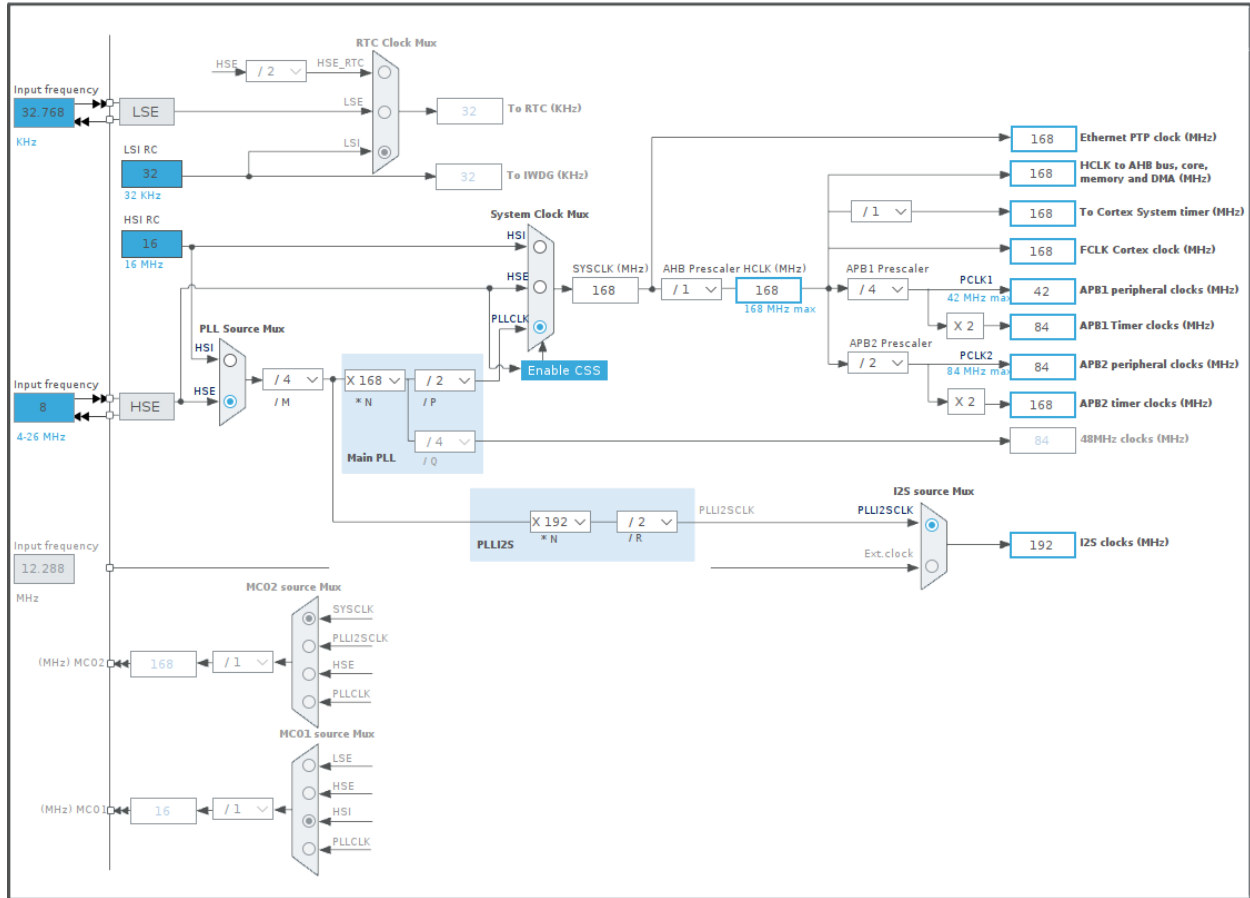 RTC Clock Mux
HSE
/ 2
HSE_RTC
Input frequency
32.768
KHz
LSE
LSE
32
To RTC (KHz)
LSI RC
32
32 KHz
LSI
32
To IWDG (KHz)
168
Ethernet PTP clock (MHz)
168
HCLK to AHB bus, core,
memory and DMA (MHz)
/ 1
168
To Cortex System timer (MHz)
168
FCLK Cortex clock (MHz)
HSI RC
16
16 MHz
System Clock Mux
HSI
HSE
PLLCLK
SYSCLK (MHz)
168
AHB Prescaler
/ 1
HCLK (MHz)
168
168 MHz max
APB1 Prescaler
/ 4
PCLK1
42 MHz max
42
APB1 peripheral clocks (MHz)
X 2
84
APB1 Timer clocks (MHz)
APB2 Prescaler
/ 2
PCLK2
84 MHz max
84
APB2 peripheral clocks (MHz)
X 2
168
APB2 timer clocks (MHz)
Enable CSS
PLL Source Mux
HSI
HSE
Input frequency
8
4-26 MHz
HSE
/ 4
/ M
X 168
* N
/ 2
/ P
/ 4
/ Q
Main PLL
84
48MHz clocks (MHz)
X 192
* N
/ 2
/ R
PLLI2S
PLLI2SCLK
I2S source Mux
PLLI2SCLK
Ext.clock
192
I2S clocks (MHz)
Input frequency
12.288
MHz
MCO2 source Mux
SYSCLK
PLLI2SCLK
HSE
PLLCLK
(MHz) MCO2
168
/ 1
MCO1 source Mux
LSE
HSE
HSI
PLLCLK
(MHz) MCO1
16
/ 1